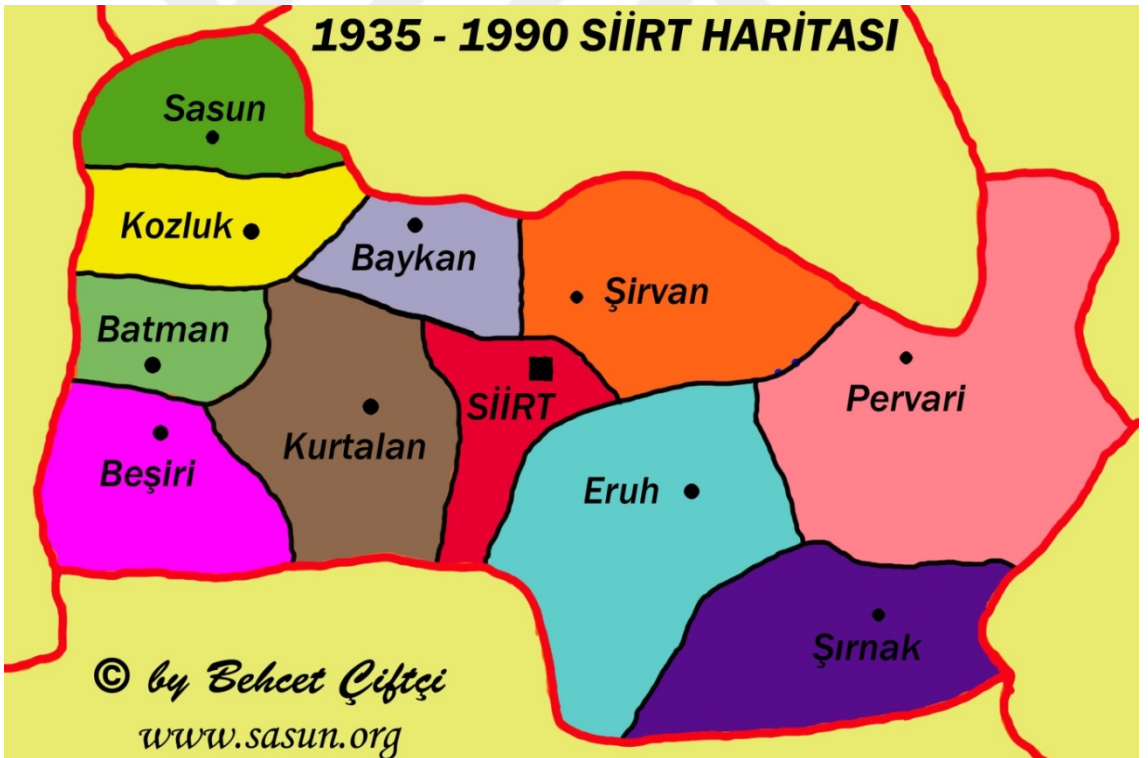 1935 - 1990 SİİRT HARİTASI
Sasun
Kozluk
Baykan
Şirvan
Batman
SİİRT
Pervari
Kurtalan
Beşiri
Eruh
Şırnak
© by Behcet Çiftçi
www.sasun.org